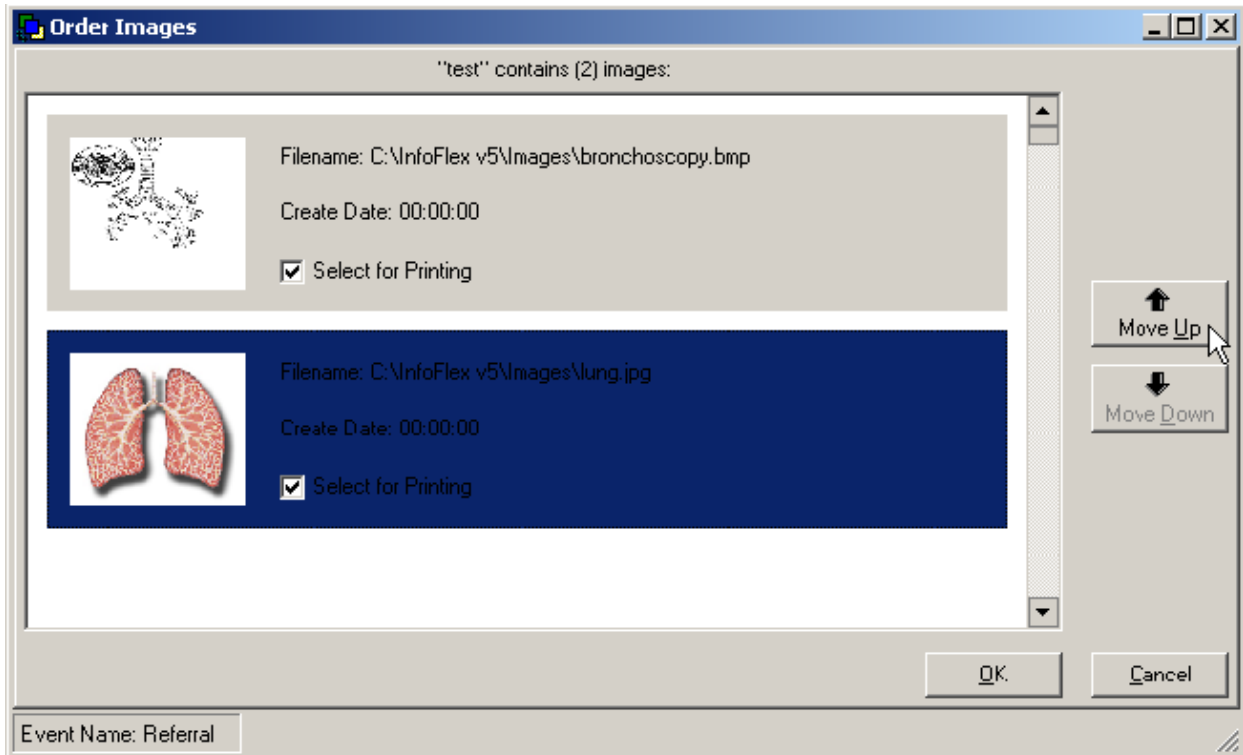 Order Images
"test" contains (2) images:
Filename: C:\InfoFlex v5\Images\bronchoscopy.bmp
Create Date: 00:00:00
Select for Printing
Filename: C:\InfoFlex v5\Images\lung.jpg
Create Date: 00:00:00
Select for Printing
Move Up
Move Down
OK
Cancel
Event Name: Referral